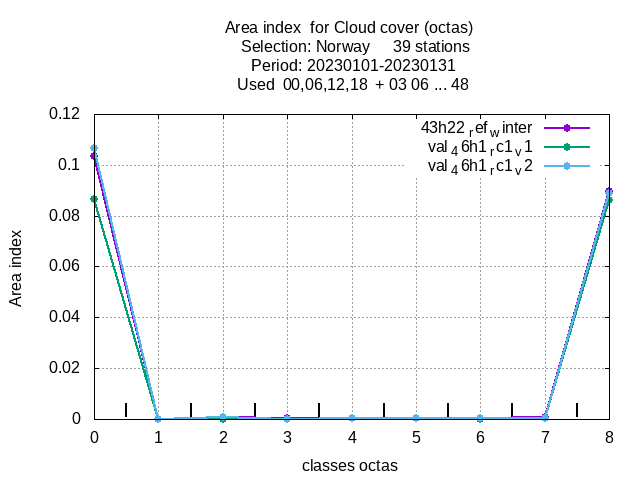 Area index for Cloud cover (octas)
Selection: Norway 39 stations
Period: 20230101-20230131
Used 00,06,12,18 + 03 06 ... 48
0.12
43h22 ref winter
val 46h1 rc1 v1
val 46h1 rc1 v2
0.1
0.08
0.06
0.04
0.02
0
Area index
0 1 2 3 4 5 6 7 8
classes octas